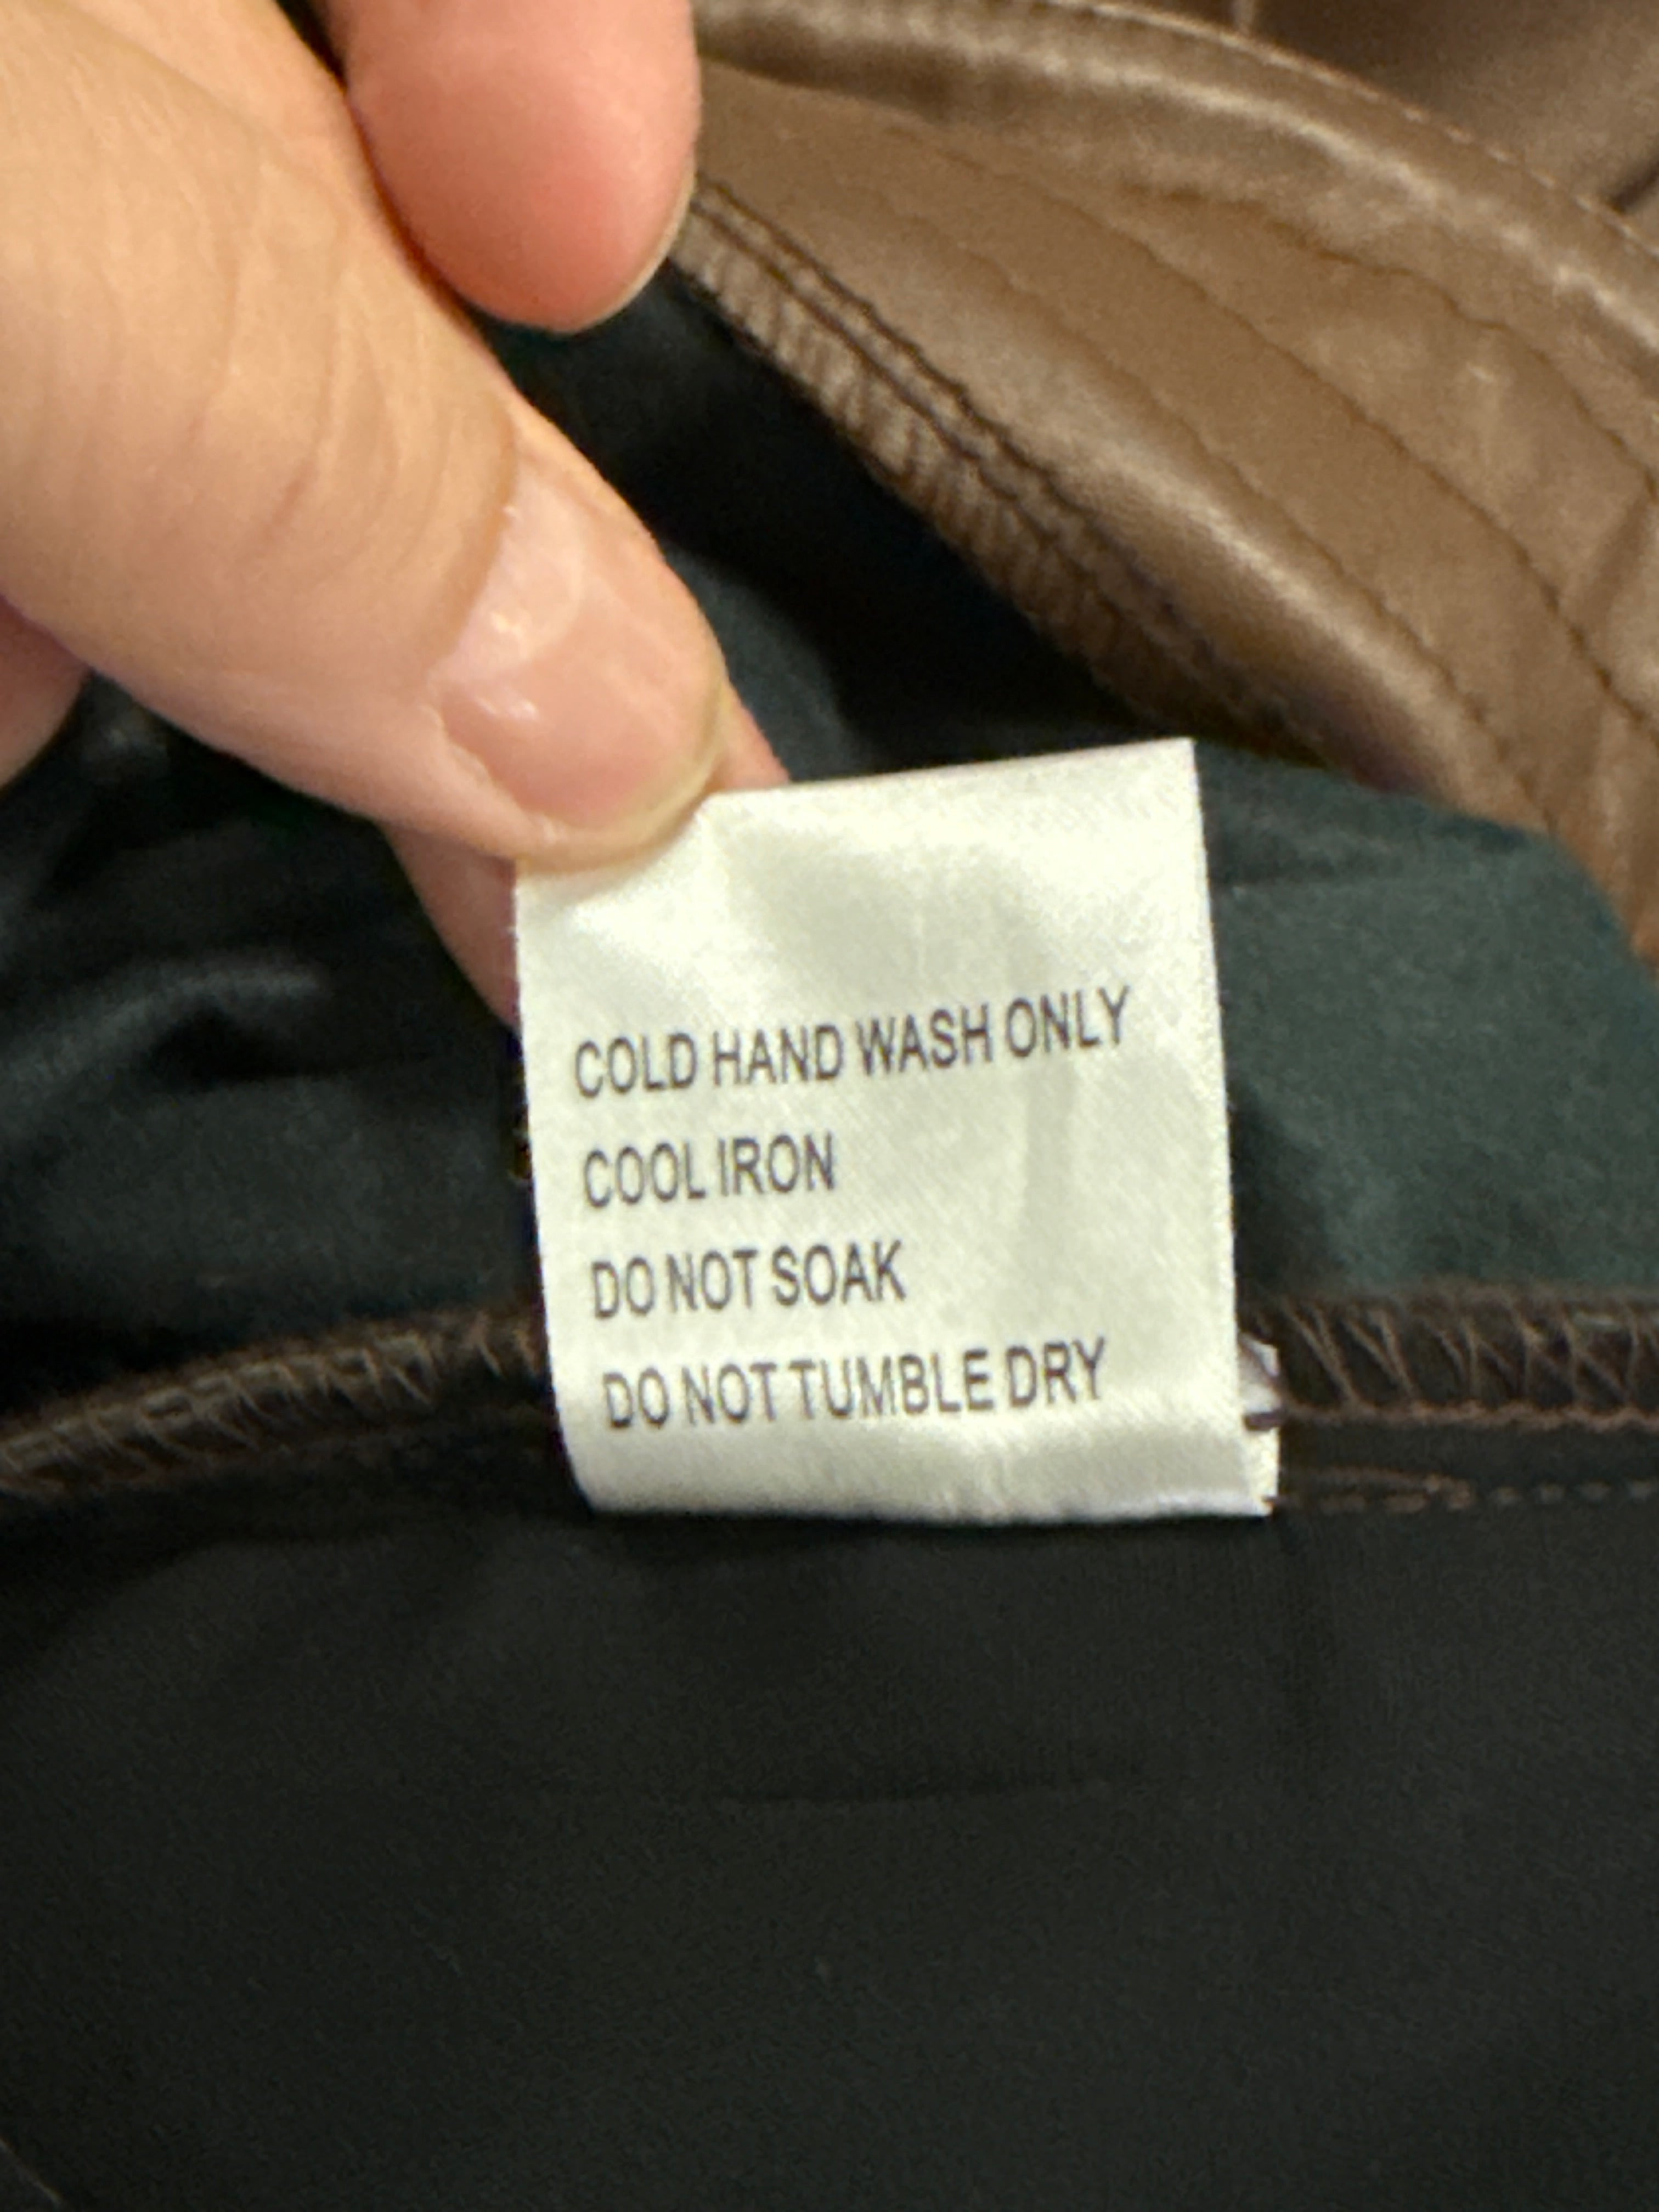 COLD HAND WASH ONLY
COOL IRON
DO NOT SOAK
DO NOT TUMBLE DRY